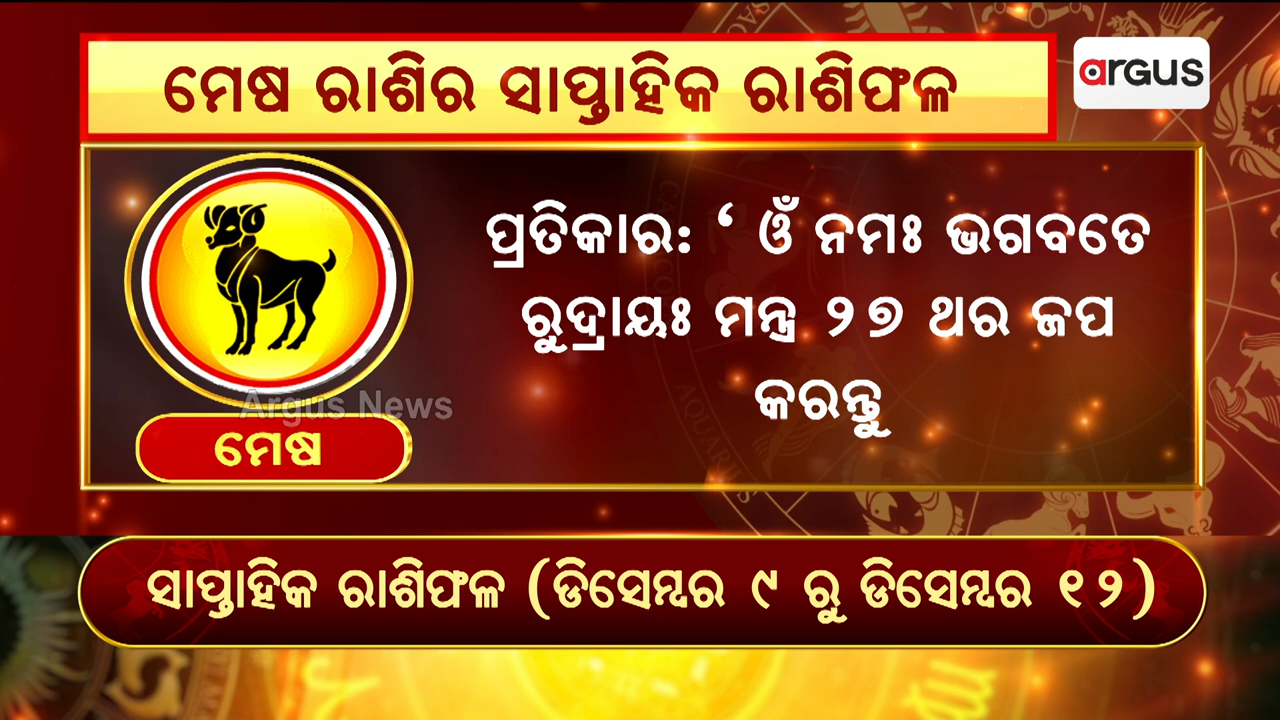 ମେଷ ରାଶିର ସାପ୍ତାହିକ ରାଶିଫଳ
argus
ପ୍ରତିକାର: ‘ ଓଁ ନମଃ ଭଗବତେ
ରୁଦ୍ରାୟଃ ମନ୍ତ୍ର ୨୭ ଥର ଜପ
କରନ୍ତୁ
Argus News
ମେଷ
ସାପ୍ତାହିକ ରାଶିଫଳ (ଡିସେମ୍ବର ୯ ରୁ ଡିସେମ୍ବର ୧୨)